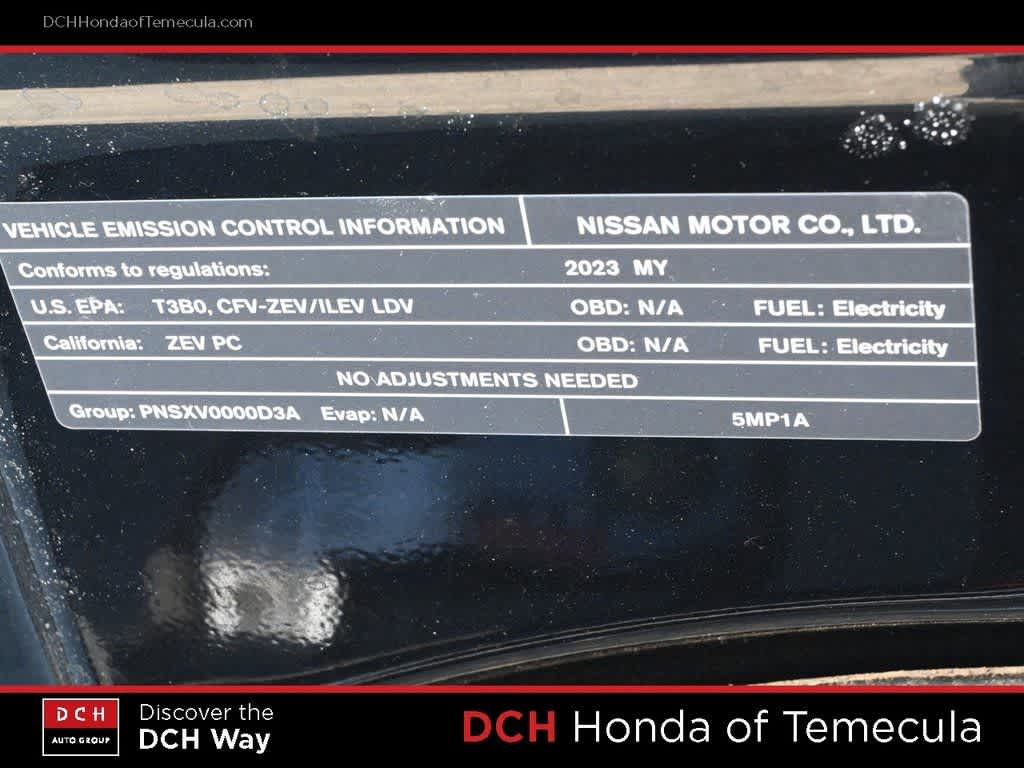 DCHHondaofTemecula.com
VEHICLE EMISSION CONTROL INFORMATION NISSAN MOTOR CO., LTD.
Conforms to regulations: 2023 MY
U.S. EPA: T3B0, CFV-ZEV/ILEV LDV OBD: N/A FUEL: Electricity
California: ZEV PC OBD: N/A FUEL: Electricity
NO ADJUSTMENTS NEEDED
Group: PNSXV0000D3A Evap: N/A 5MP1A
DCH
AUTO GROUP
Discover the
DCH Way
DCH Honda of Temecula